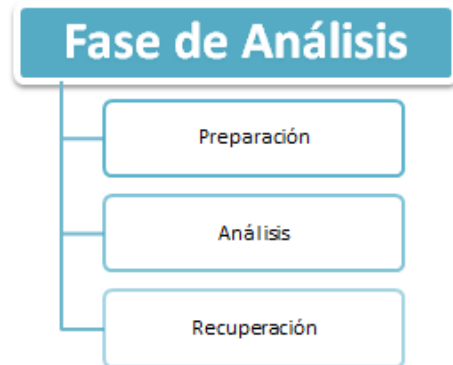 Fase de Análisis
Preparación
Análisis
Recuperación